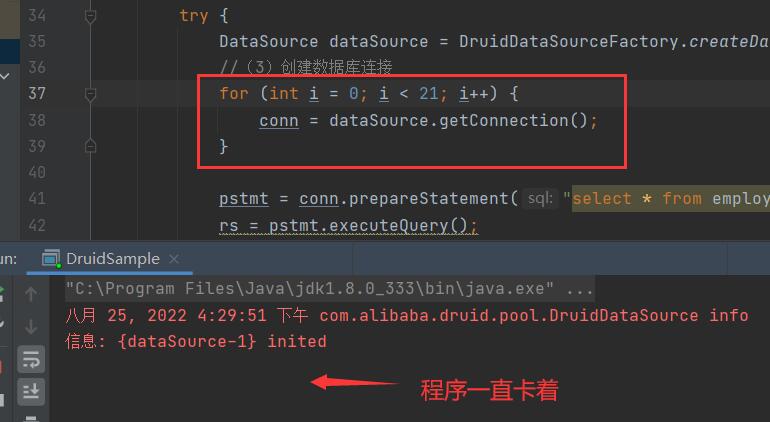 34 try {
35 DataSource dataSource = DruidDataSourceFactory.createDa
36 //（3）创建数据库连接
37 for (int i = 0; i < 21; i++) {
38 conn = dataSource.getConnection();
39 }
40
41 pstmt = conn.prepareStatement( sql: "select * from employ
42 rs = pstmt.executeQuery();
un: DruidSample ×
"C:\Program Files\Java\jdk1.8.0_333\bin\java.exe" ...
八月 25, 2022 4:29:51 下午 com.alibaba.druid.pool.DruidDataSource info
信息: {dataSource-1} inited
程序一直卡着